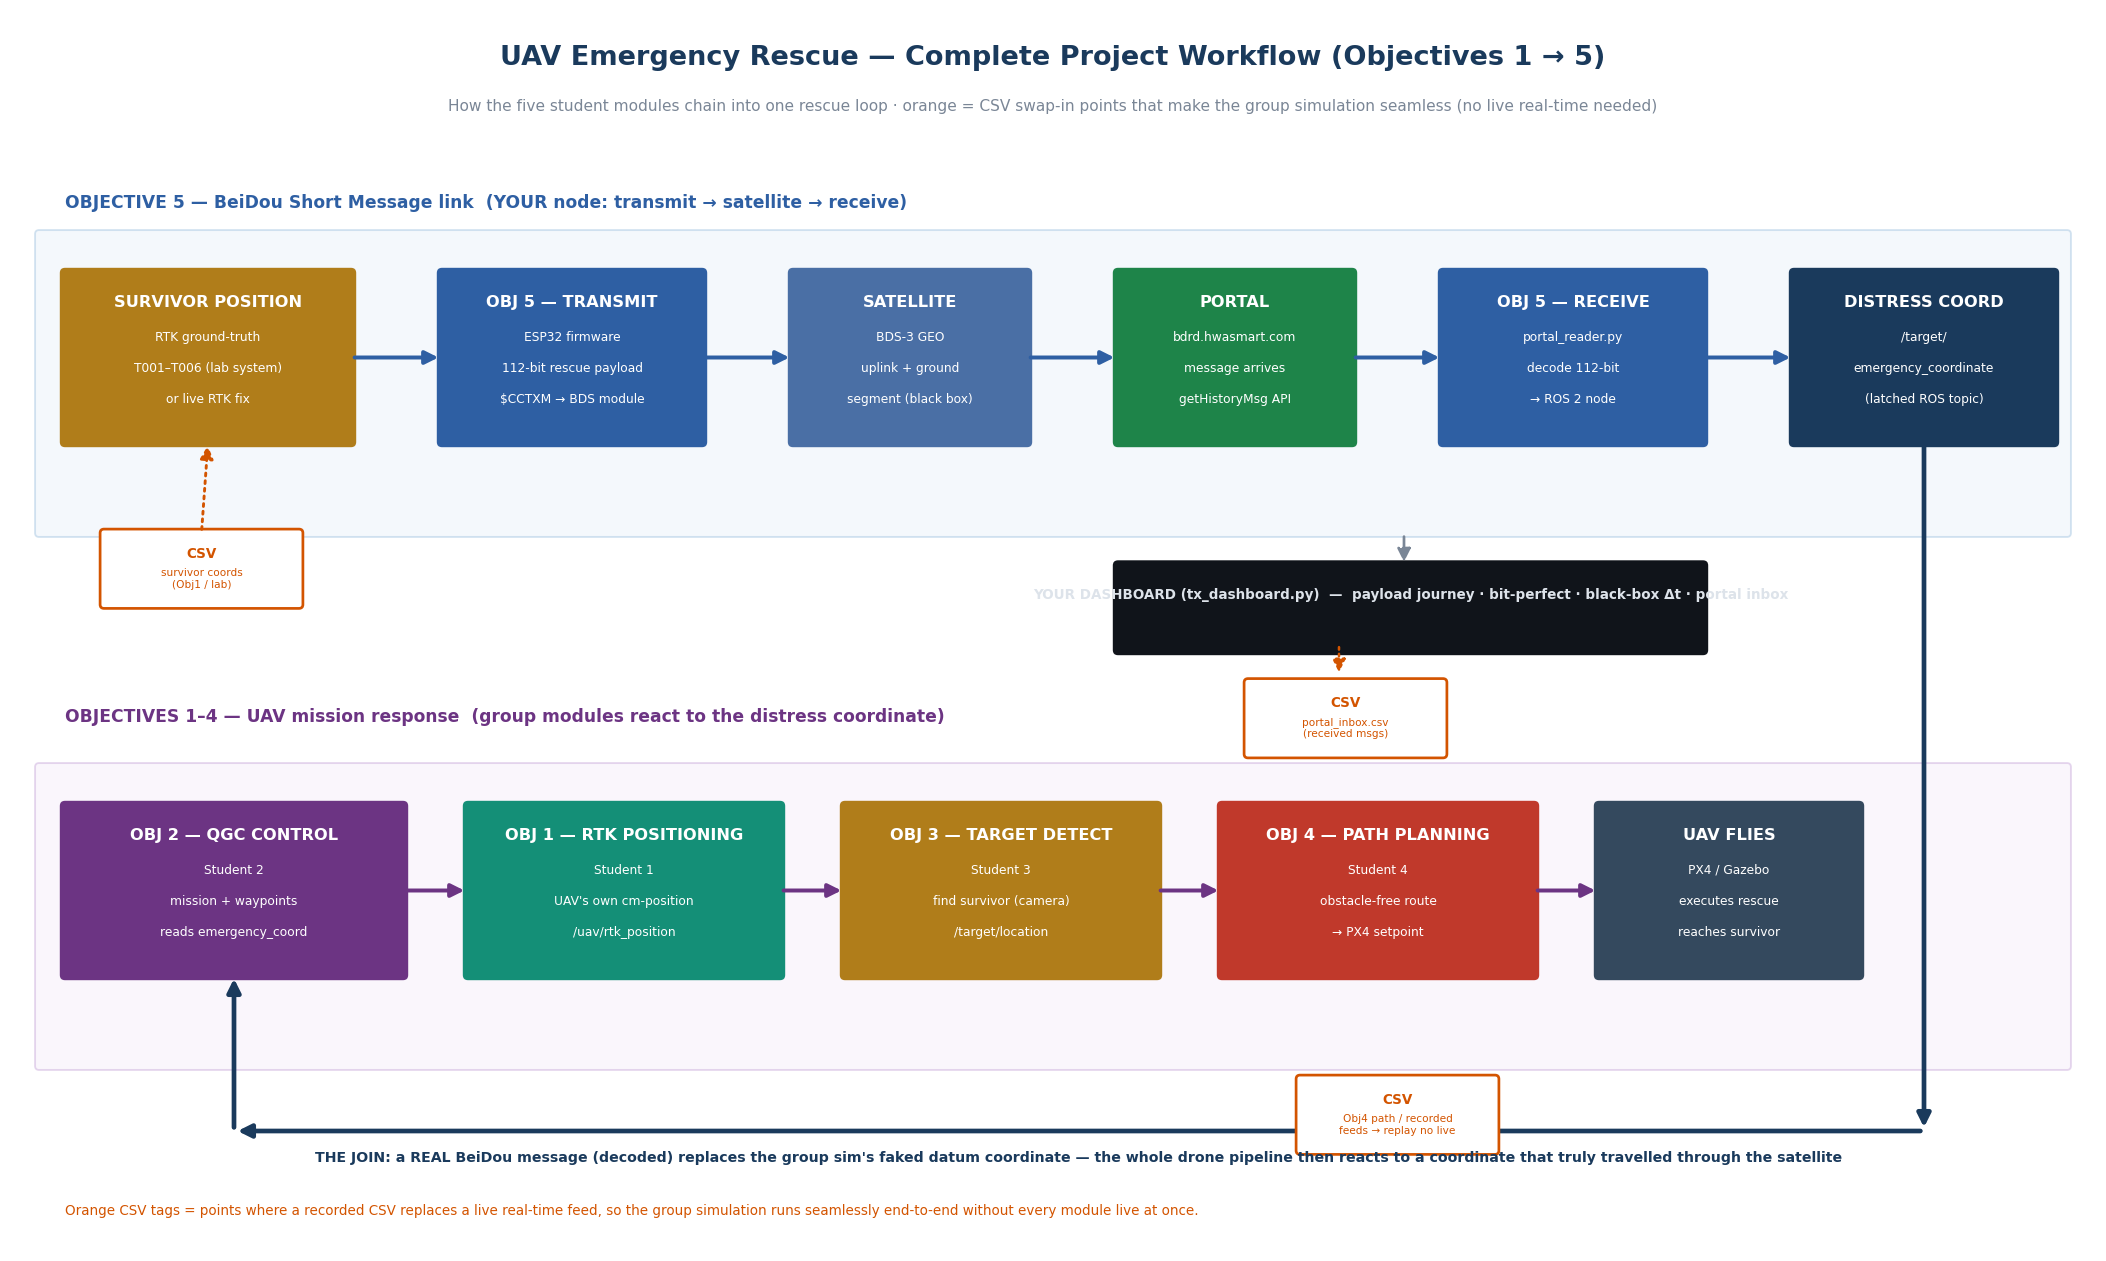 UAV Emergency Rescue — Complete Project Workflow (Objectives 1 → 5)
How the five student modules chain into one rescue loop · orange = CSV swap-in points that make the group simulation seamless (no live real-time needed)
OBJECTIVE 5 — BeiDou Short Message link (YOUR node: transmit → satellite → receive)
SURVIVOR POSITION
RTK ground-truth
T001–T006 (lab system)
or live RTK fix
OBJ 5 — TRANSMIT
ESP32 firmware
112-bit rescue payload
$CCTXM → BDS module
SATELLITE
BDS-3 GEO
uplink + ground
segment (black box)
PORTAL
bdrd.hwasmart.com
message arrives
getHistoryMsg API
OBJ 5 — RECEIVE
portal_reader.py
decode 112-bit
→ ROS 2 node
DISTRESS COORD
/target/
emergency_coordinate
(latched ROS topic)
CSV
survivor coords
(Obj1 / lab)
YOUR DASHBOARD (tx_dashboard.py) — payload journey · bit-perfect · black-box Δt · portal inbox
CSV
portal_inbox.csv
(received msgs)
OBJECTIVES 1–4 — UAV mission response (group modules react to the distress coordinate)
OBJ 2 — QGC CONTROL
Student 2
mission + waypoints
reads emergency_coord
OBJ 1 — RTK POSITIONING
Student 1
UAV's own cm-position
/uav/rtk_position
OBJ 3 — TARGET DETECT
Student 3
find survivor (camera)
/target/location
OBJ 4 — PATH PLANNING
Student 4
obstacle-free route
→ PX4 setpoint
UAV FLIES
PX4 / Gazebo
executes rescue
reaches survivor
CSV
Obj4 path / recorded
feeds → replay no live
THE JOIN: a REAL BeiDou message (decoded) replaces the group sim's faked datum coordinate — the whole drone pipeline then reacts to a coordinate that truly travelled through the satellite
Orange CSV tags = points where a recorded CSV replaces a live real-time feed, so the group simulation runs seamlessly end-to-end without every module live at once.